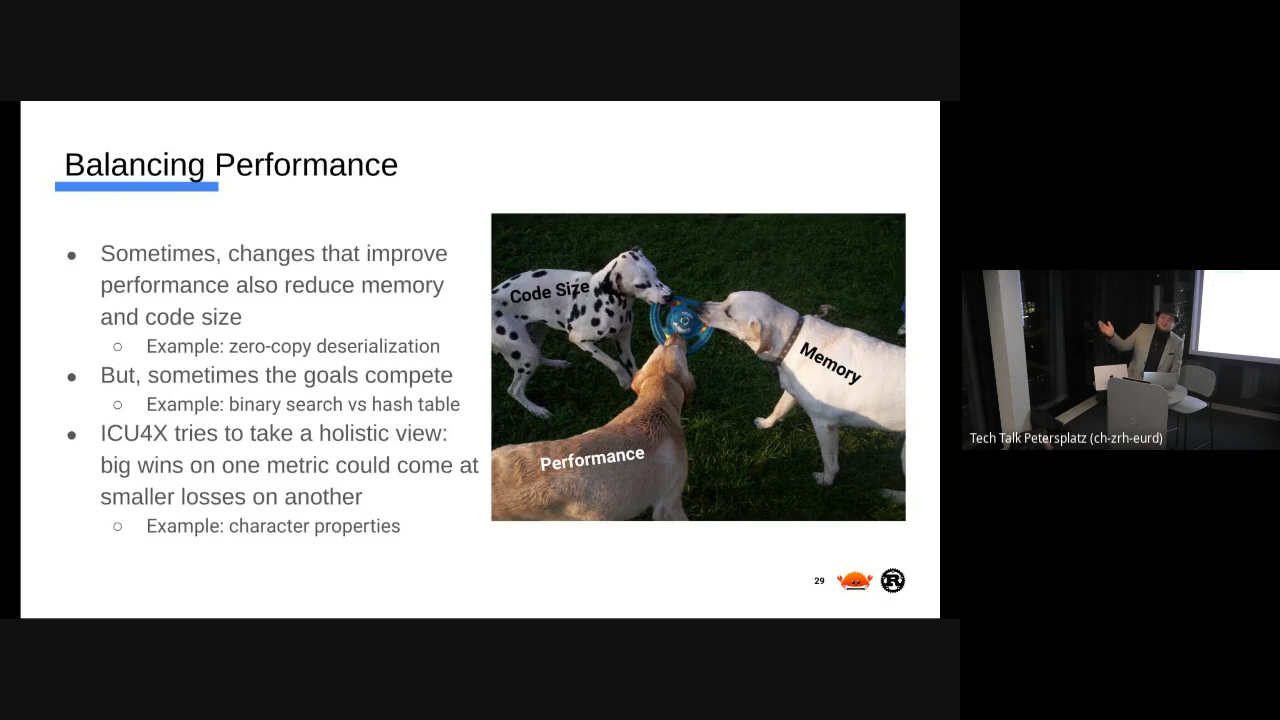 Balancing Performance
● Sometimes, changes that improve
performance also reduce memory
and code size
○ Example: zero-copy deserialization
● But, sometimes the goals compete
○ Example: binary search vs hash table
● ICU4X tries to take a holistic view:
big wins on one metric could come at
smaller losses on another
○ Example: character properties
Code Size
Memory
Performance
29
R
Tech Talk Petersplatz (ch-zrh-eurd)